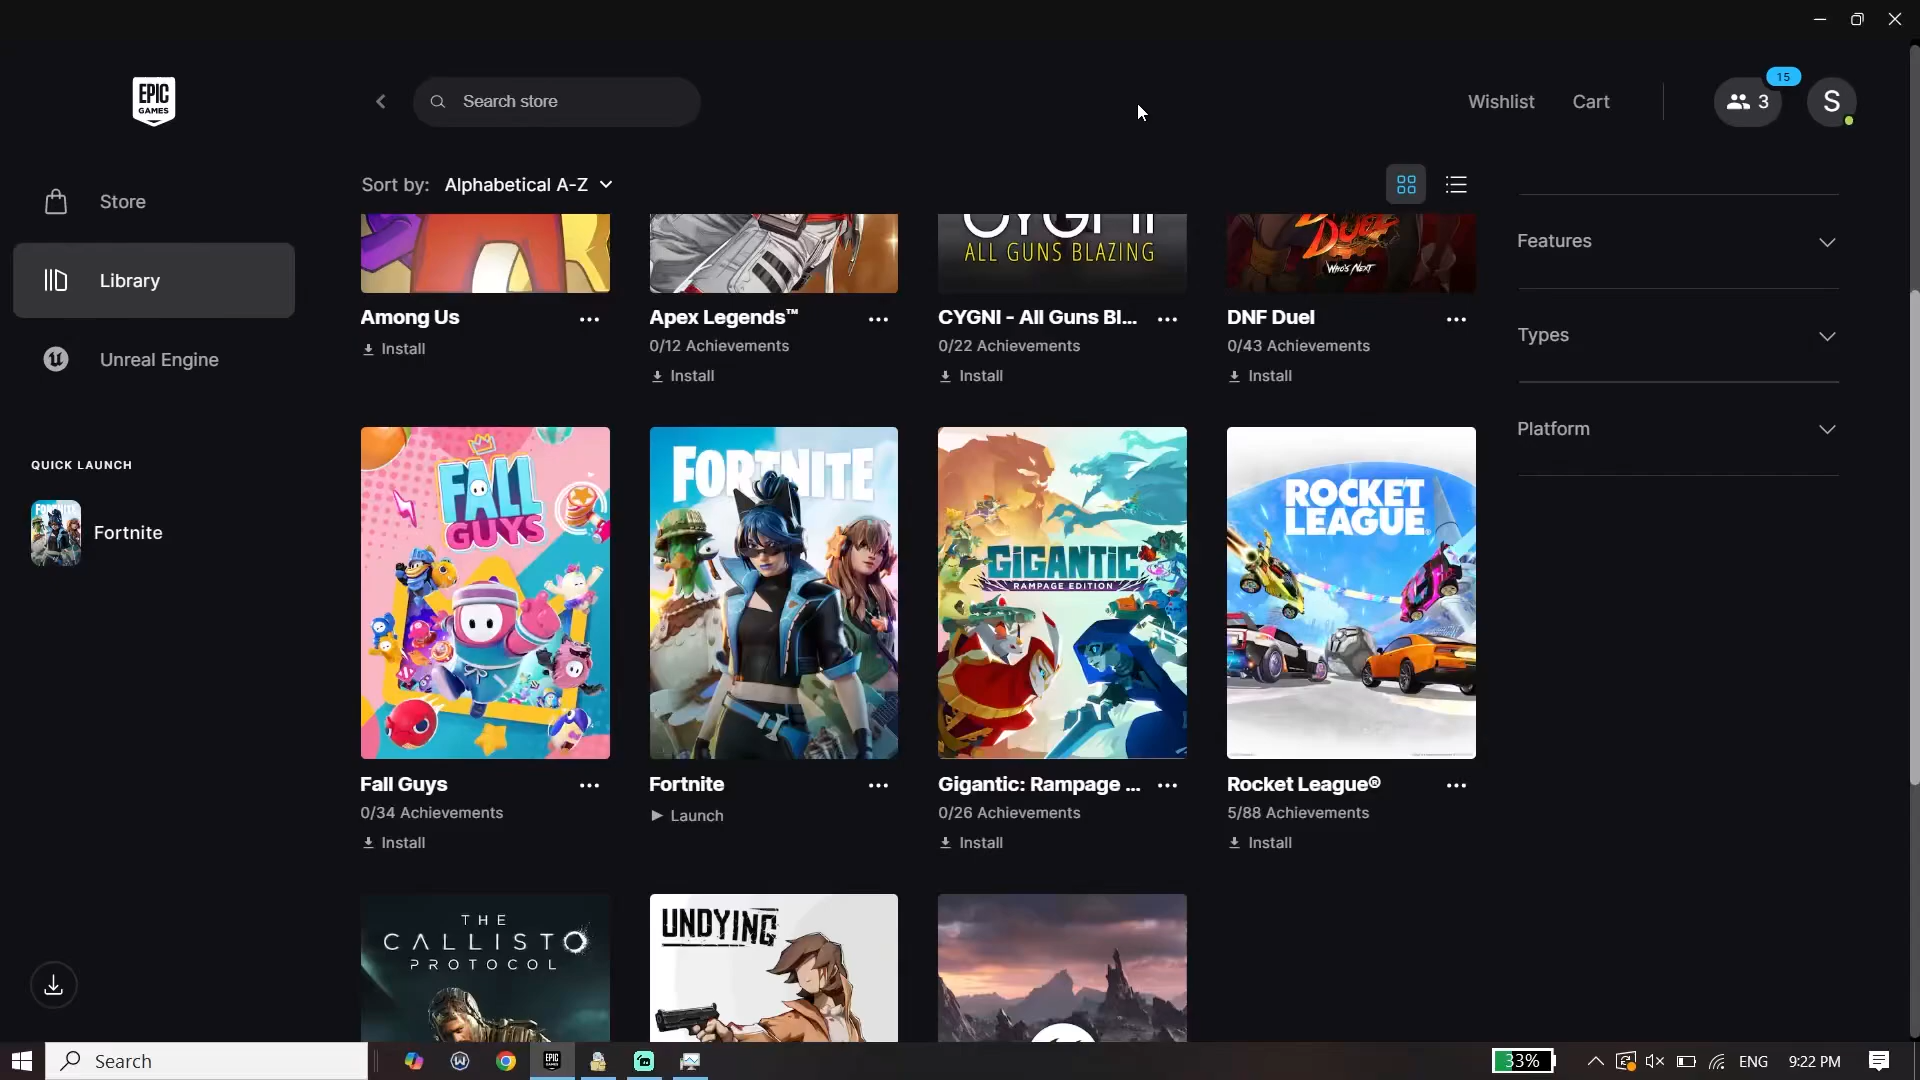 EPIC
GAMES
Search store
Wishlist
Cart
3
15
S
Store
Library
Unreal Engine
QUICK LAUNCH
Fortnite
Sort by: Alphabetical A-Z
ALL GUNS BLAZING
DUEL
WHO'S NEXT
Among Us
Install
Apex Legends™
0/12 Achievements
Install
CYGNI - All Guns Bl...
0/22 Achievements
Install
DNF Duel
0/43 Achievements
Install
FALL
GUYS
FORTNITE
GIGANTIC
RAMPAGE EDITION
ROCKET
LEAGUE
Fall Guys
0/34 Achievements
Install
Fortnite
Launch
Gigantic: Rampage ...
0/26 Achievements
Install
Rocket League®
5/88 Achievements
Install
THE
CALLISTO
PROTOCOL
UNDYING
Features
Types
Platform
Search
33%
ENG
9:22 PM